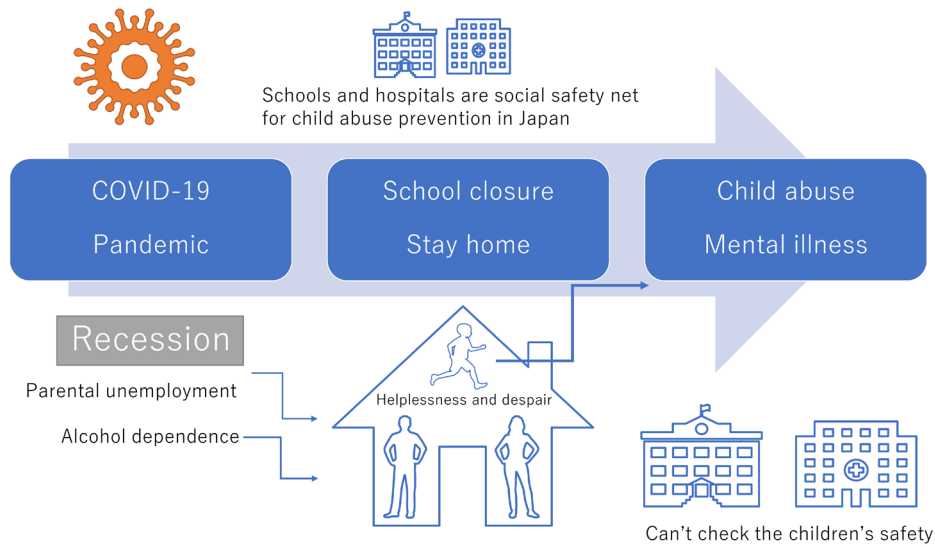 Schools and hospitals are social safety net
for child abuse prevention in Japan
COVID-19
Pandemic
School closure
Stay home
Child abuse
Mental illness
Recession
Parental unemployment
Alcohol dependence
Helplessness and despair
Can't check the children's safety